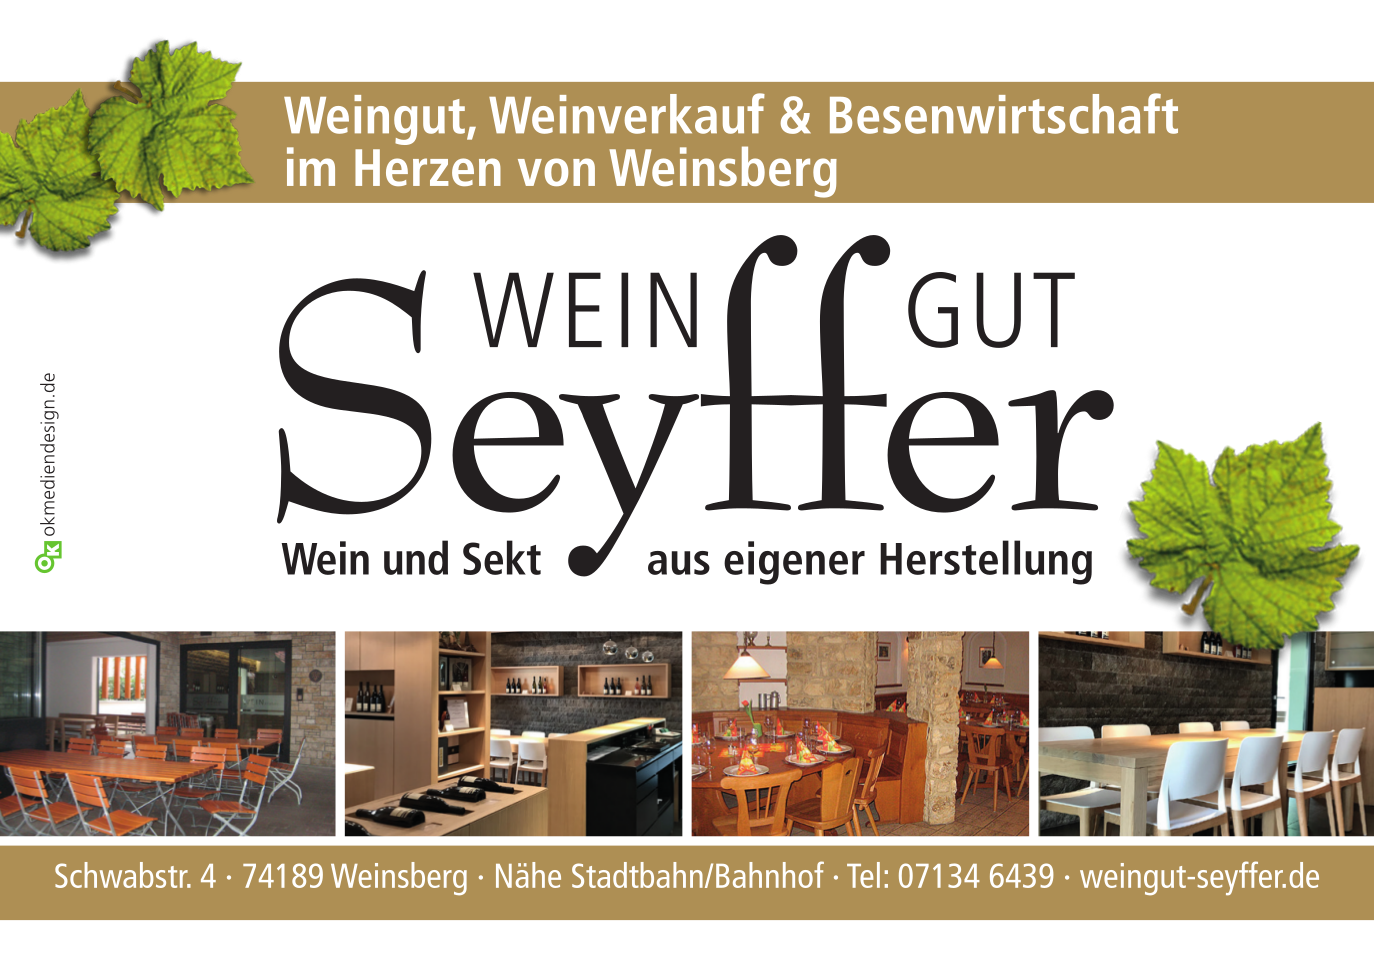 Weingut, Weinverkauf & Besenwirtschaft
im Herzen von Weinsberg
WEIN GUT
Seyffer
Wein und Sekt aus eigener Herstellung
ok okmediendesign.de
Schwabstr. 4 · 74189 Weinsberg · Nähe Stadtbahn/Bahnhof · Tel: 07134 6439 · weingut-seyffer.de